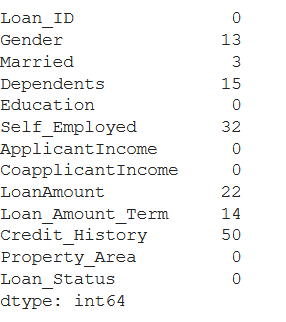 Loan_ID 0
Gender 13
Married 3
Dependents 15
Education 0
Self_Employed 32
ApplicantIncome 0
CoapplicantIncome 0
LoanAmount 22
Loan_Amount_Term 14
Credit_History 50
Property_Area 0
Loan_Status 0
dtype: int64